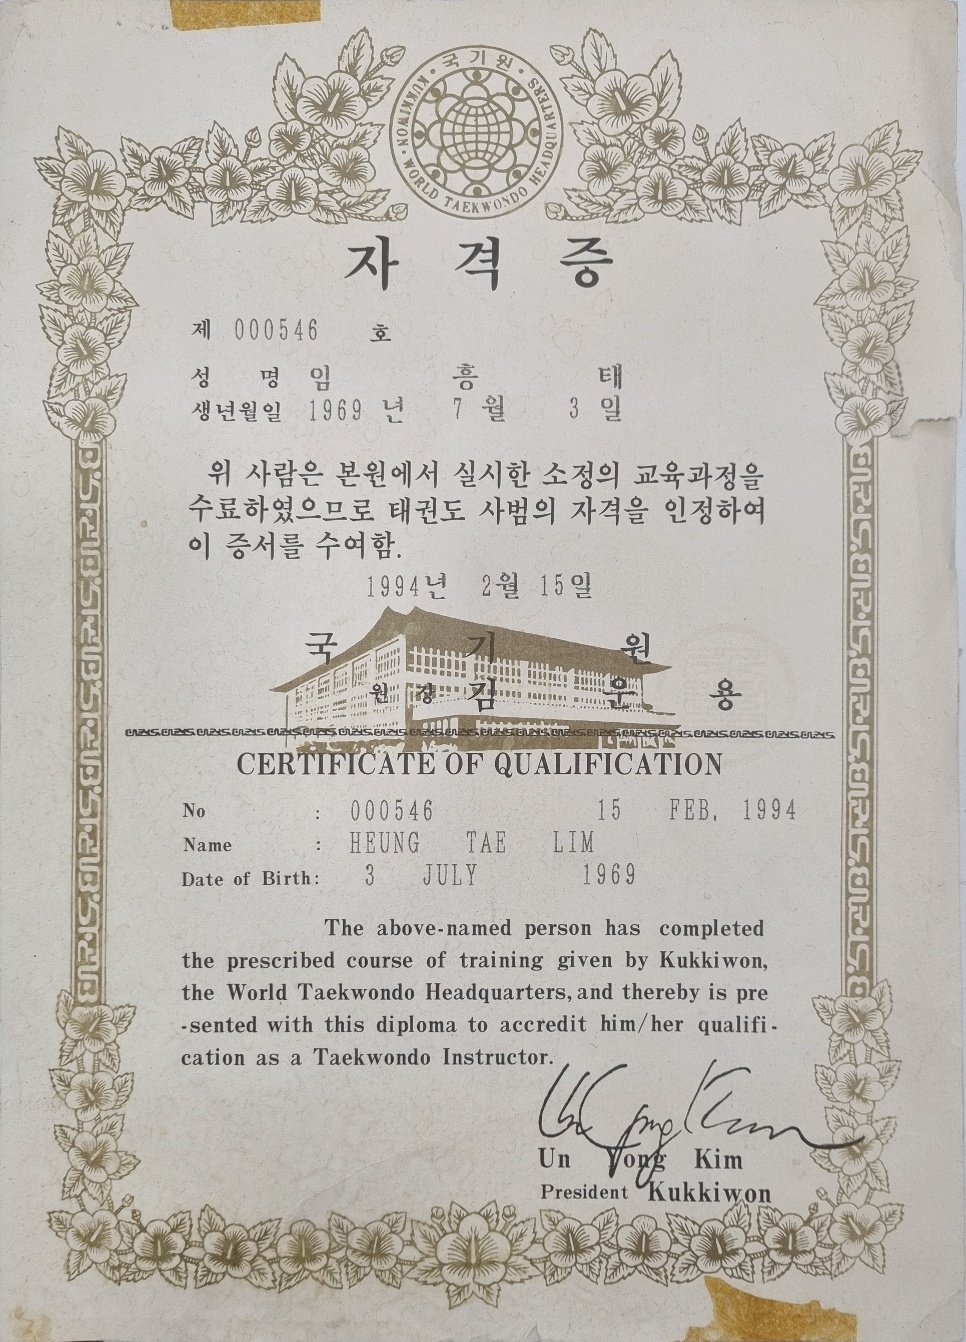 국기원
KUKKIWON · WORLD TAEKWONDO HEADQUARTERS
자 격 증
제 000546 호
성 명 임 흥 태
생년월일 1969 년 7 월 3 일
위 사람은 본원에서 실시한 소정의 교육과정을
수료하였으므로 태권도 사범의 자격을 인정하여
이 증서를 수여함.
1994년 2월 15일
국 기 원
원 장 김 운 용
CERTIFICATE OF QUALIFICATION
No : 000546 15 FEB. 1994
Name : HEUNG TAE LIM
Date of Birth: 3 JULY 1969
The above-named person has completed
the prescribed course of training given by Kukkiwon,
the World Taekwondo Headquarters, and thereby is pre
-sented with this diploma to accredit him/her qualifi-
cation as a Taekwondo Instructor.
Un Yong Kim
Un Yong Kim
President Kukkiwon